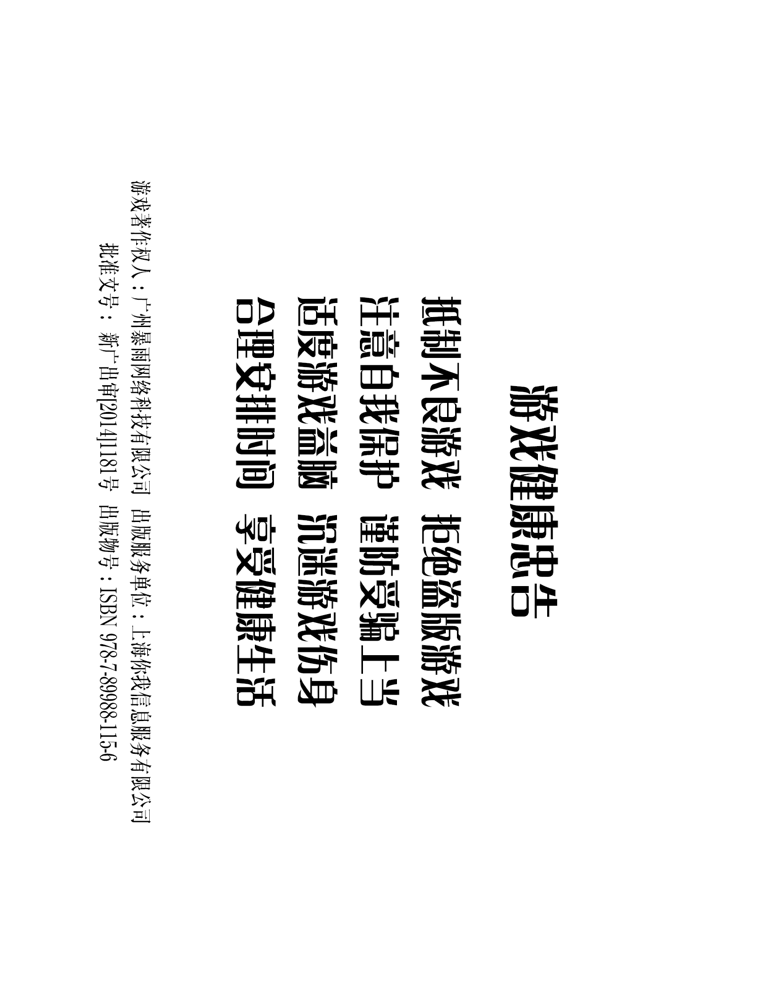 游戏健康忠告
抵制不良游戏 拒绝盗版游戏
注意自我保护 谨防受骗上当
适度游戏益脑 沉迷游戏伤身
合理安排时间 享受健康生活
游戏著作权人：广州暴雨网络科技有限公司 出版服务单位：上海你我信息服务有限公司
批准文号： 新广出审[2014]1181号 出版物号：ISBN 978-7-89988-115-6